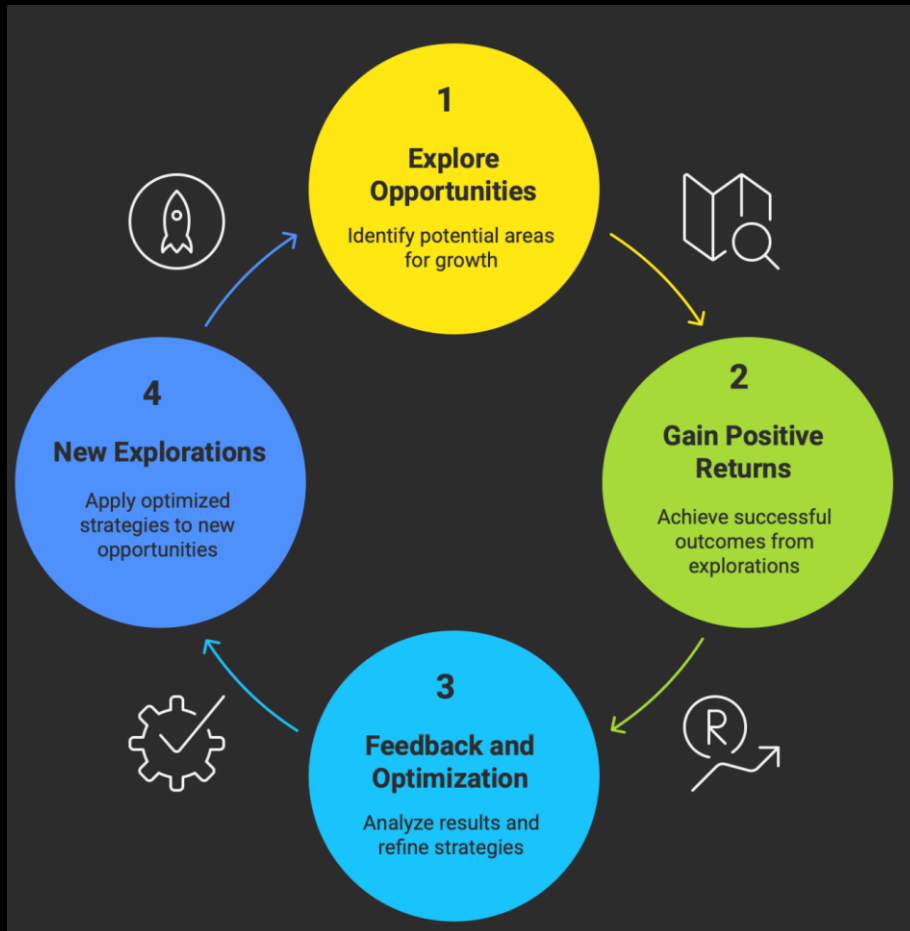 1
Explore
Opportunities
Identify potential areas
for growth
2
Gain Positive
Returns
Achieve successful
outcomes from
explorations
3
Feedback and
Optimization
Analyze results and
refine strategies
4
New Explorations
Apply optimized
strategies to new
opportunities
R